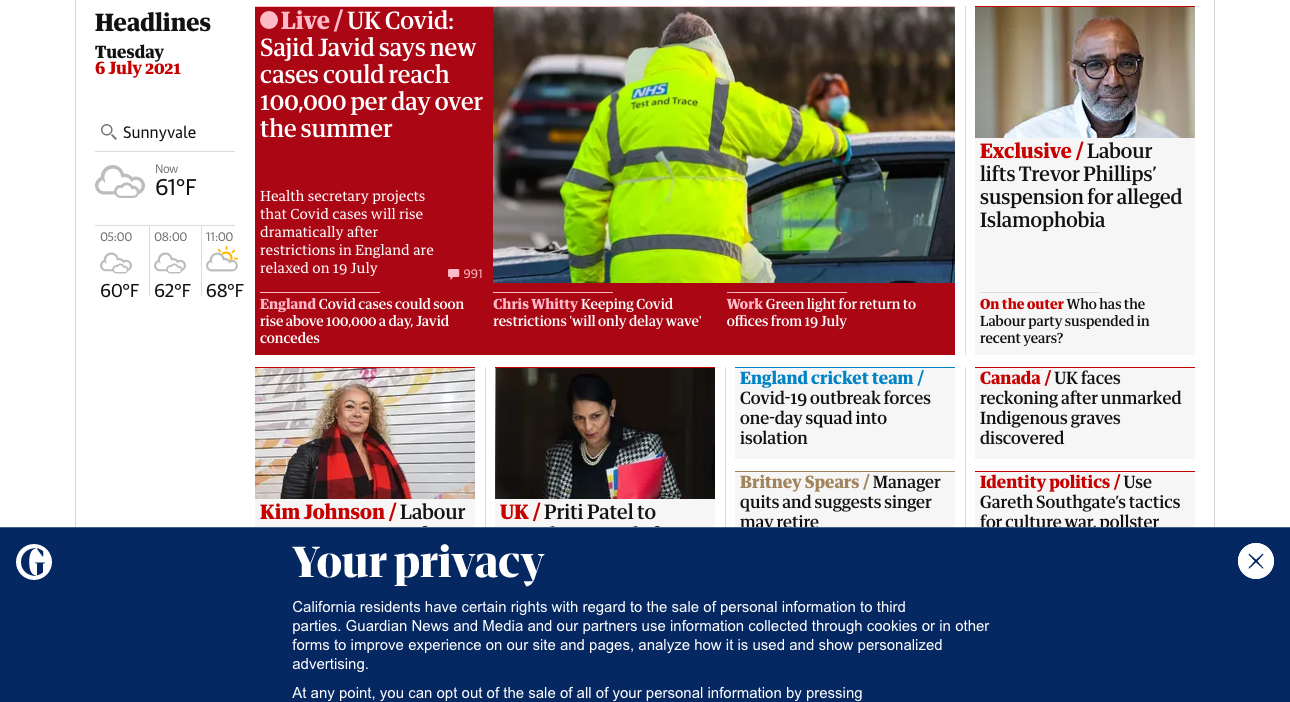 Headlines
Tuesday
6 July 2021
Sunnyvale
Now
61°F
05:00
60°F
08:00
62°F
11:00
68°F
Live / UK Covid:
Sajid Javid says new
cases could reach
100,000 per day over
the summer
Health secretary projects
that Covid cases will rise
dramatically after
restrictions in England are
relaxed on 19 July
991
NHS
Test and Trace
England Covid cases could soon
rise above 100,000 a day, Javid
concedes
Chris Whitty Keeping Covid
restrictions 'will only delay wave'
Work Green light for return to
offices from 19 July
Exclusive / Labour
lifts Trevor Phillips’
suspension for alleged
Islamophobia
On the outer Who has the
Labour party suspended in
recent years?
Kim Johnson / Labour
UK / Priti Patel to
England cricket team /
Covid-19 outbreak forces
one-day squad into
isolation
Britney Spears / Manager
quits and suggests singer
may retire
Canada / UK faces
reckoning after unmarked
Indigenous graves
discovered
Identity politics / Use
Gareth Southgate’s tactics
for culture war, pollster
G
Your privacy
California residents have certain rights with regard to the sale of personal information to third
parties. Guardian News and Media and our partners use information collected through cookies or in other
forms to improve experience on our site and pages, analyze how it is used and show personalized
advertising.
At any point, you can opt out of the sale of all of your personal information by pressing